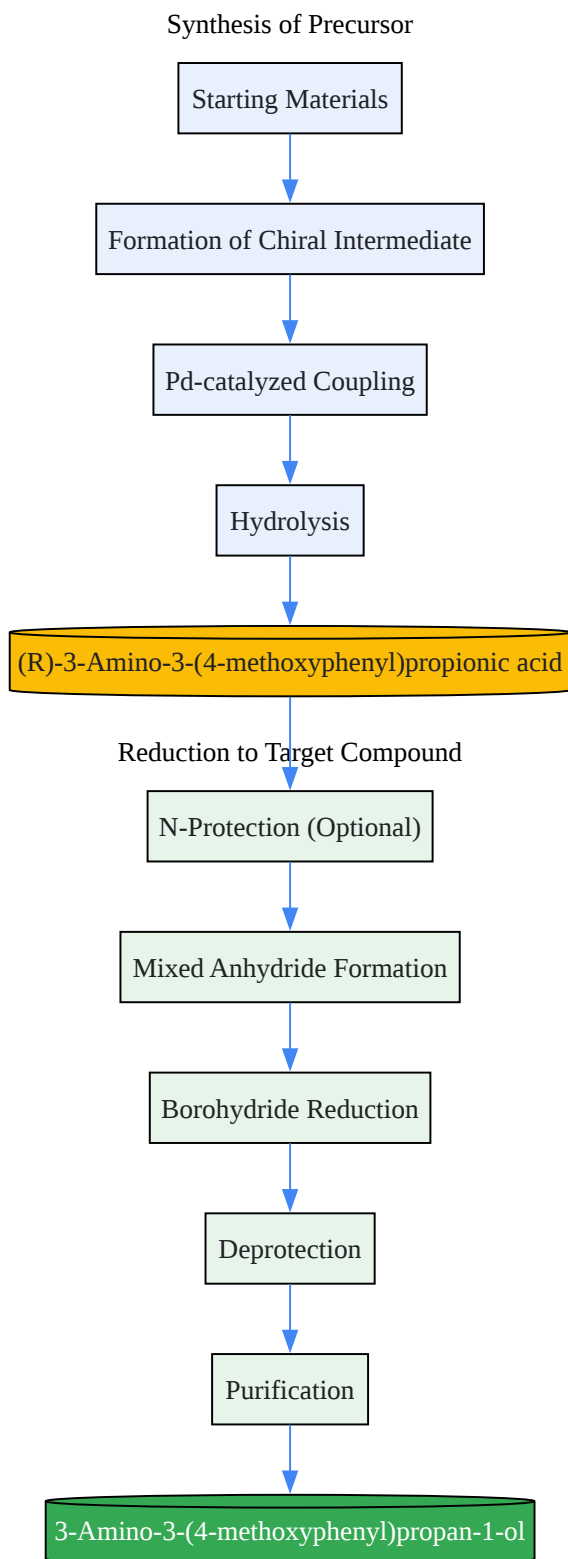 Synthesis of Precursor
Starting Materials
Formation of Chiral Intermediate
Pd-catalyzed Coupling
Hydrolysis
(R)-3-Amino-3-(4-methoxyphenyl)propionic acid
Reduction to Target Compound
N-Protection (Optional)
Mixed Anhydride Formation
Borohydride Reduction
Deprotection
Purification
3-Amino-3-(4-methoxyphenyl)propan-1-ol